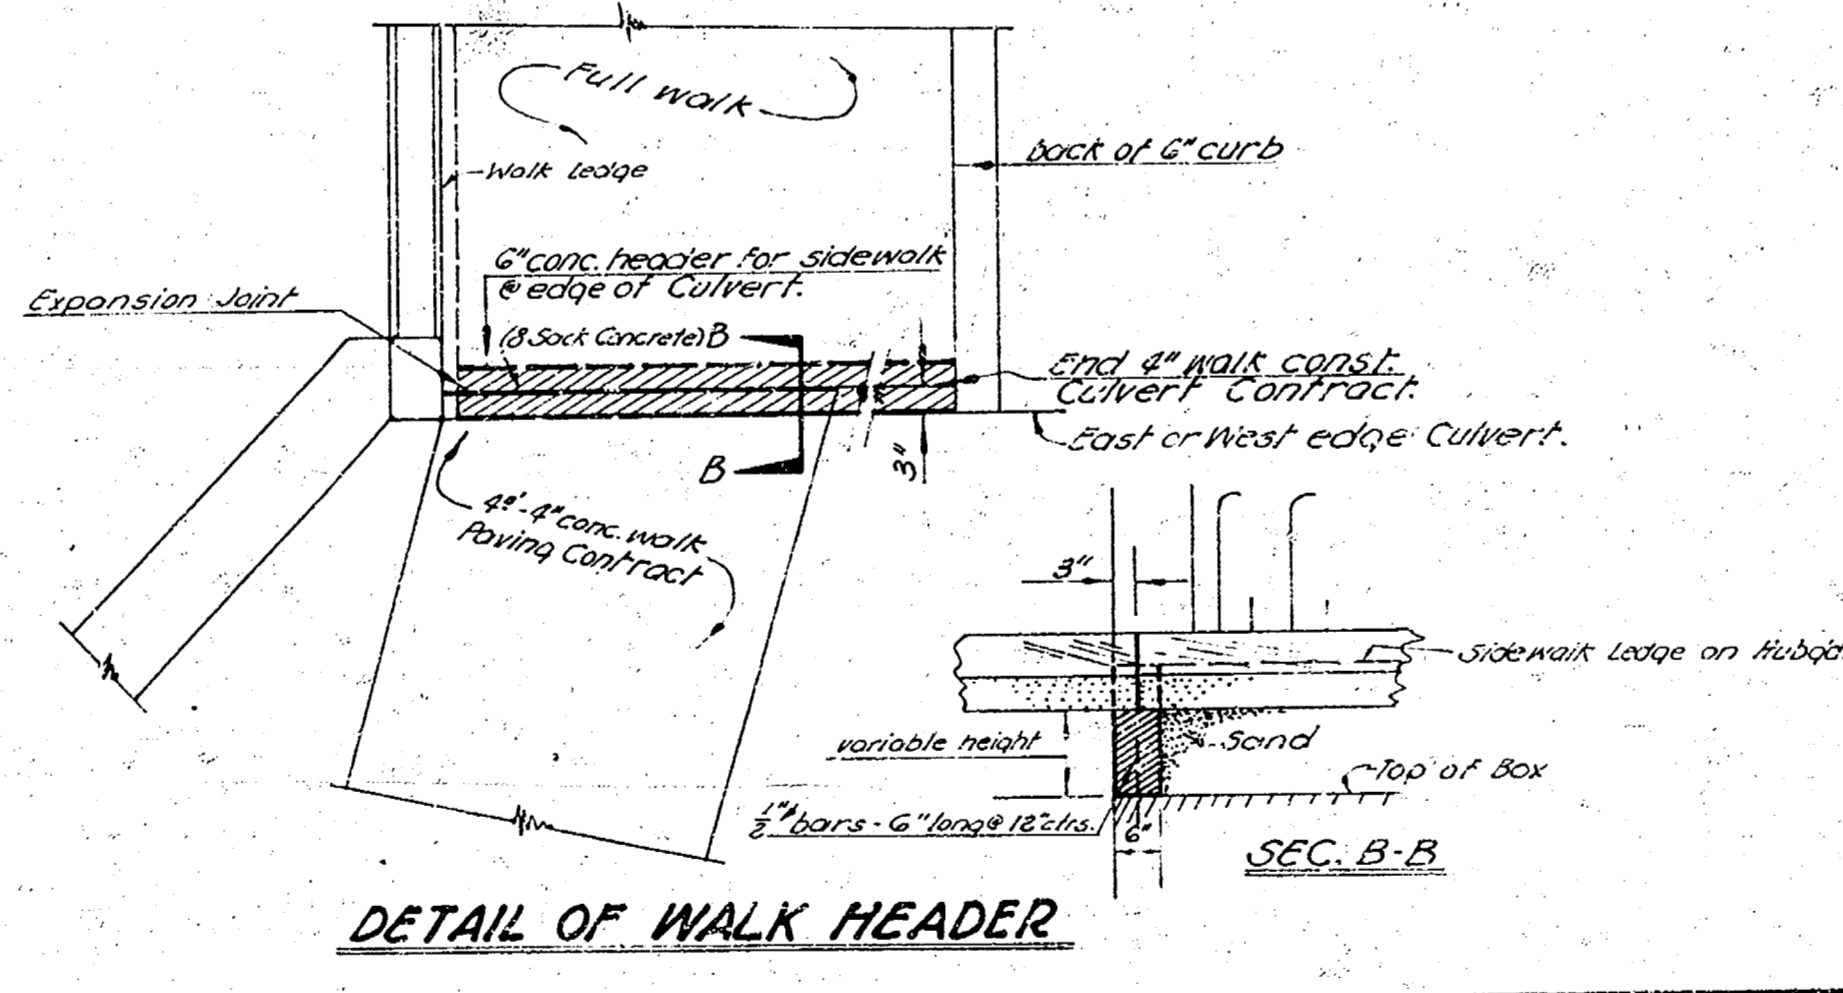 Full walk
Walk Ledge
back of 6" curb
6" conc. header for sidewalk
@ edge of Culvert.
Expansion Joint
(8 Sack Concrete) B
End 4" walk const.
Culvert Contract.
East or West edge Culvert.
B
3"
4" conc. walk
Paving Contract
3"
Sidewalk Ledge on
Sand
variable height
Top of Box
bars - 6" long @ 12" ctrs.
6"
SEC. B-B
DETAIL OF WALK HEADER